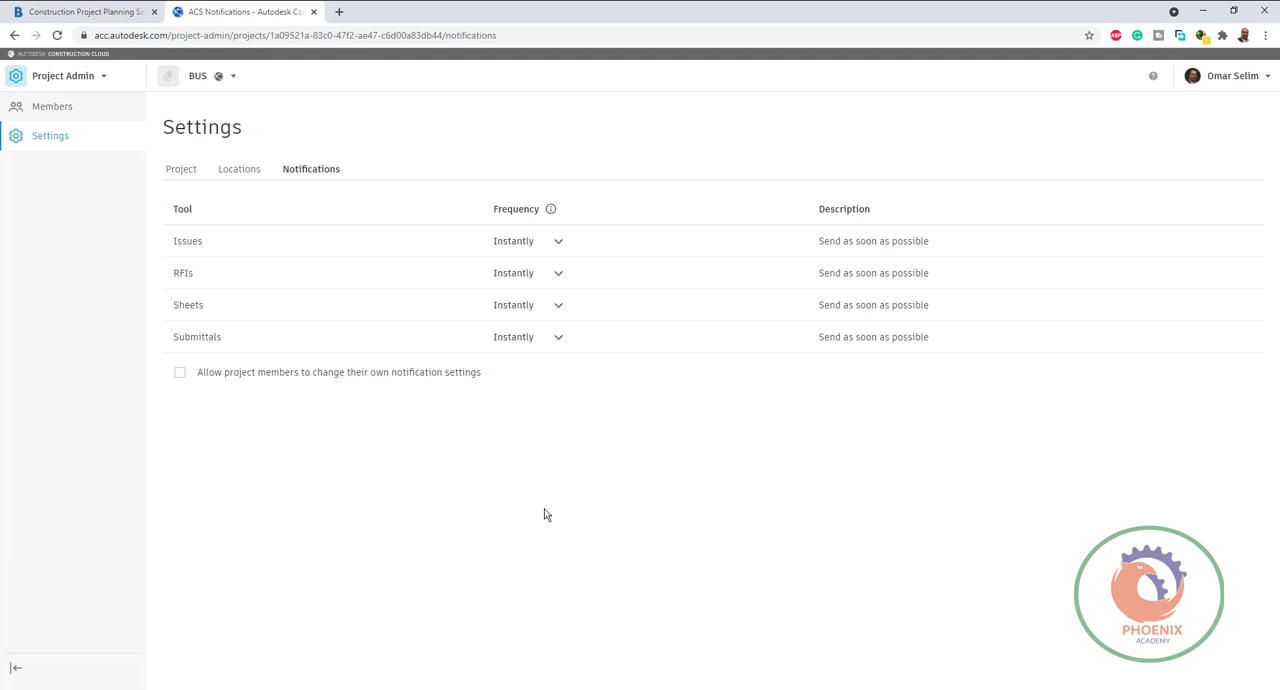 Construction Project Planning So
ACS Notifications - Autodesk Co
acc.autodesk.com/project-admin/projects/1a09521a-83c0-47f2-ae47-c6d00a83db44/notifications
ABP
AUTODESK CONSTRUCTION CLOUD
Project Admin
BUS
Omar Selim
Members
Settings
Settings
Project Locations Notifications
Tool Frequency Description
Issues Instantly Send as soon as possible
RFIs Instantly Send as soon as possible
Sheets Instantly Send as soon as possible
Submittals Instantly Send as soon as possible
Allow project members to change their own notification settings
PHOENIX
ACADEMY